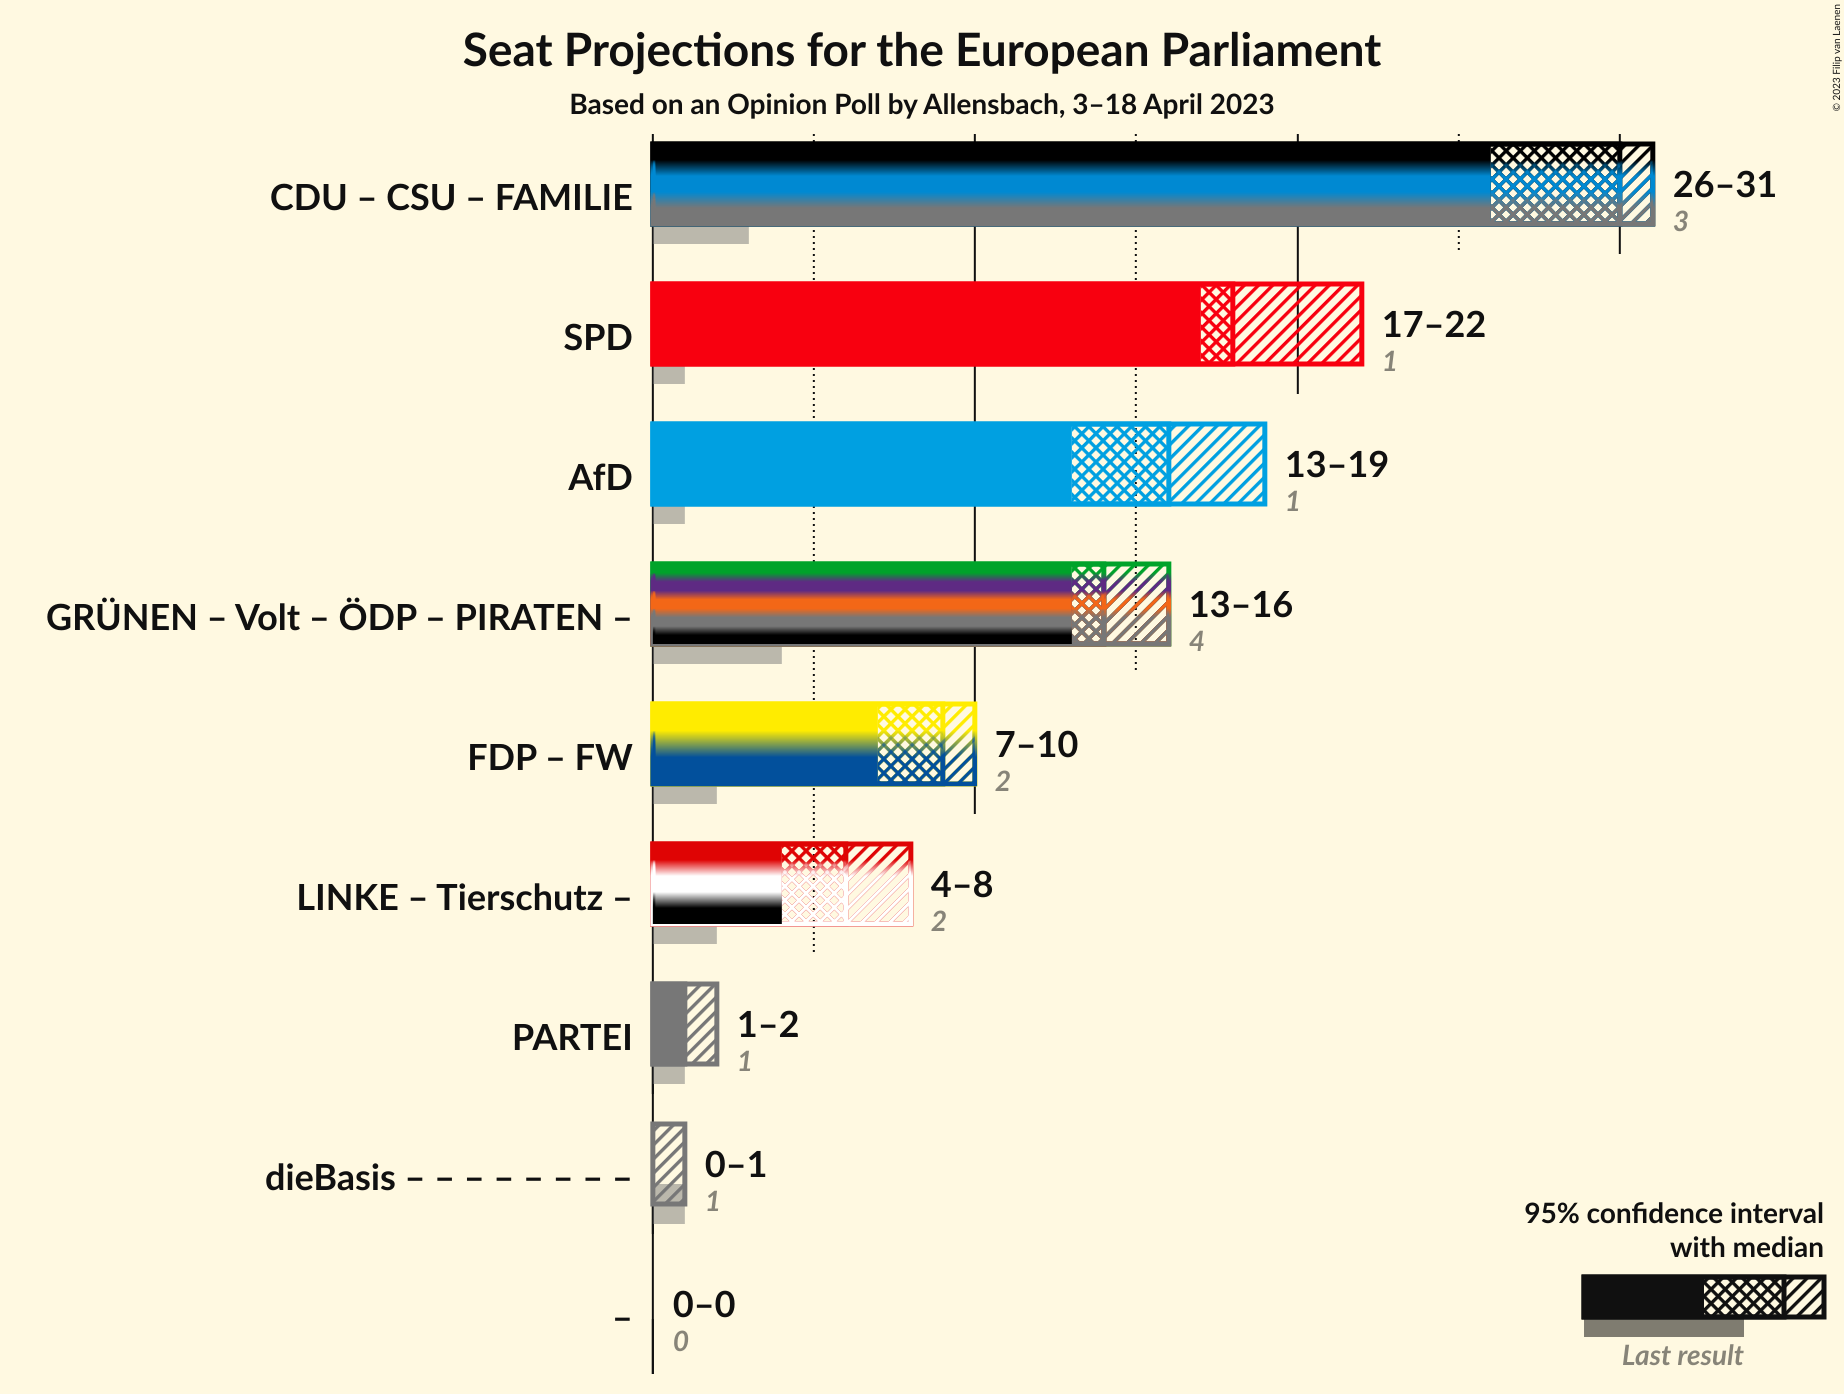 Seat Projections for the European Parliament
Based on an Opinion Poll by Allensbach, 3–18 April 2023
© 2023 Filip van Laenen
CDU – CSU – FAMILIE
26–31
3
SPD
17–22
1
AfD
13–19
1
GRÜNEN – Volt – ÖDP – PIRATEN –
13–16
4
FDP – FW
7–10
2
LINKE – Tierschutz –
4–8
2
PARTEI
1–2
1
dieBasis – – – – – – – –
0–1
1
–
0–0
0
95% confidence interval
with median
Last result